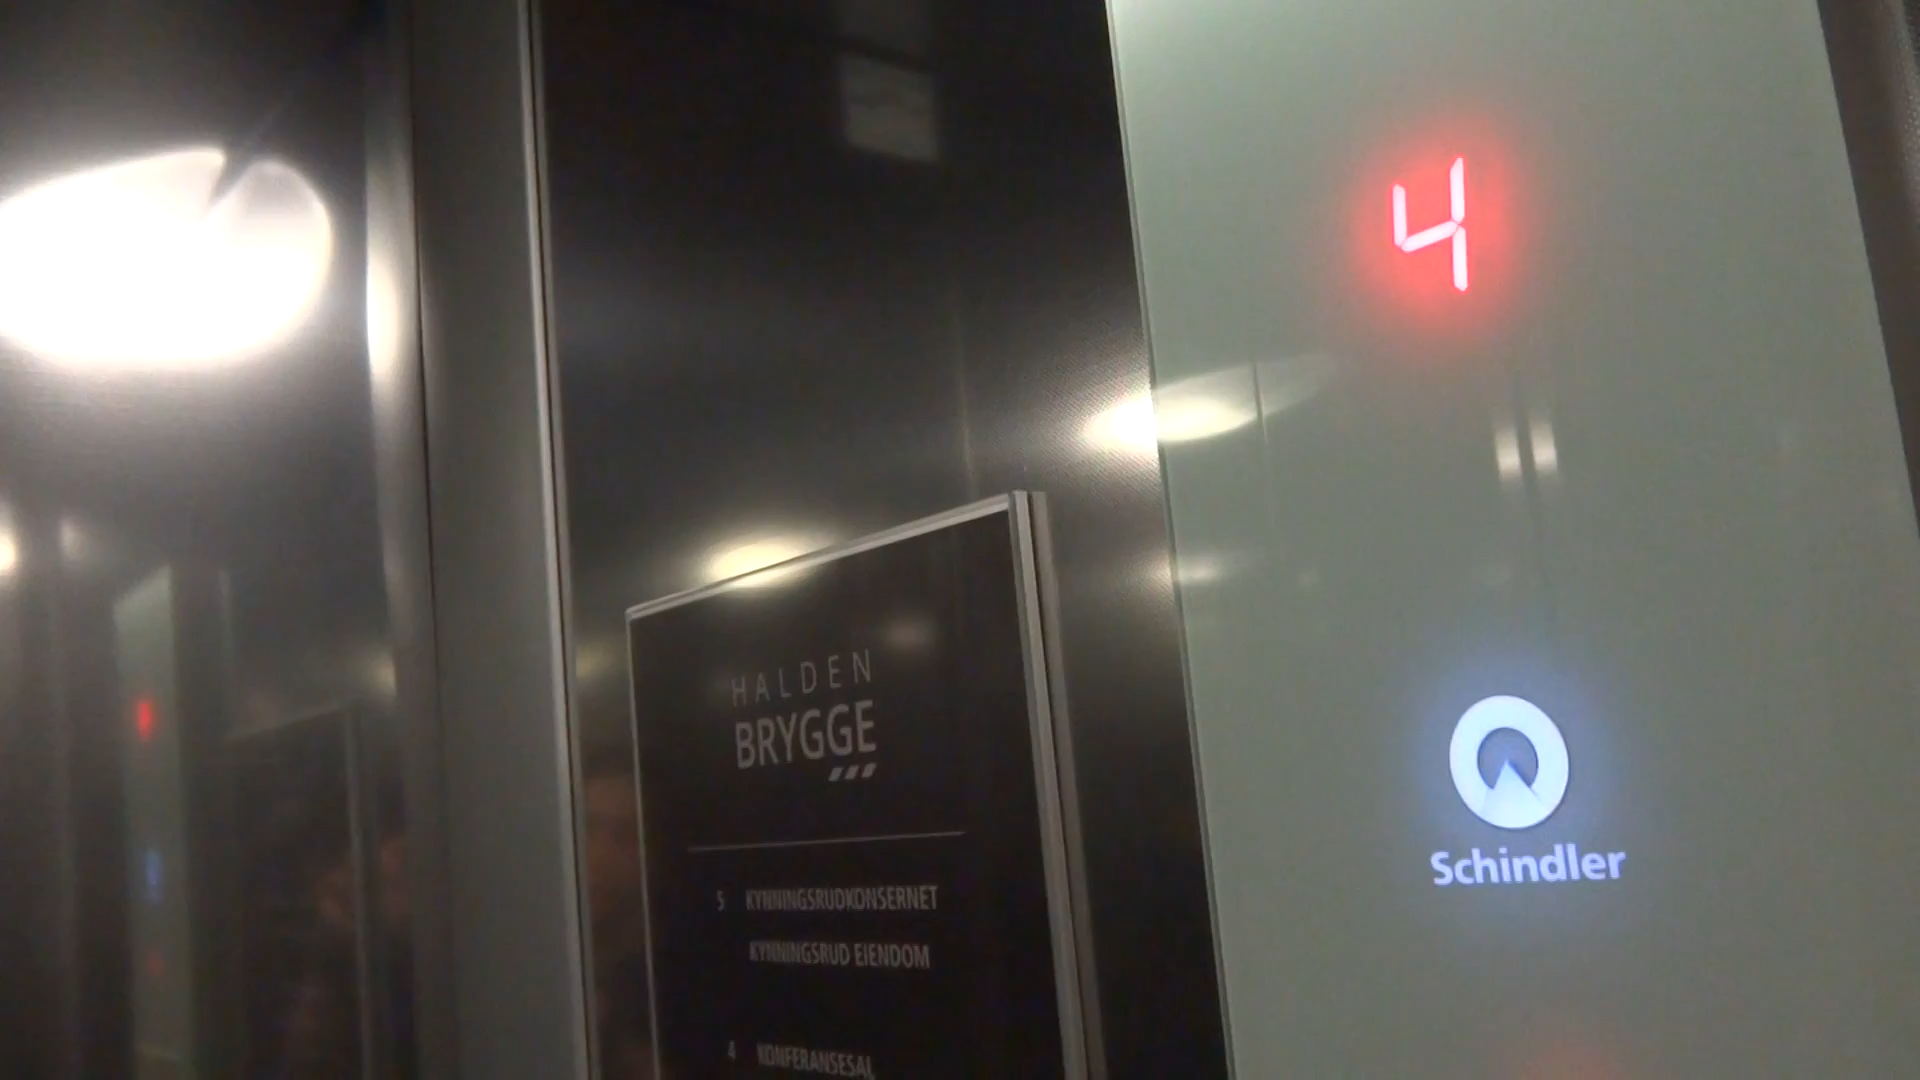 4
HALDEN
BRYGGE
5 KYNNINGSRUDKONSERNET
KYNNINGSRUD EIENDOM
4 KONFERANSESAL
Schindler